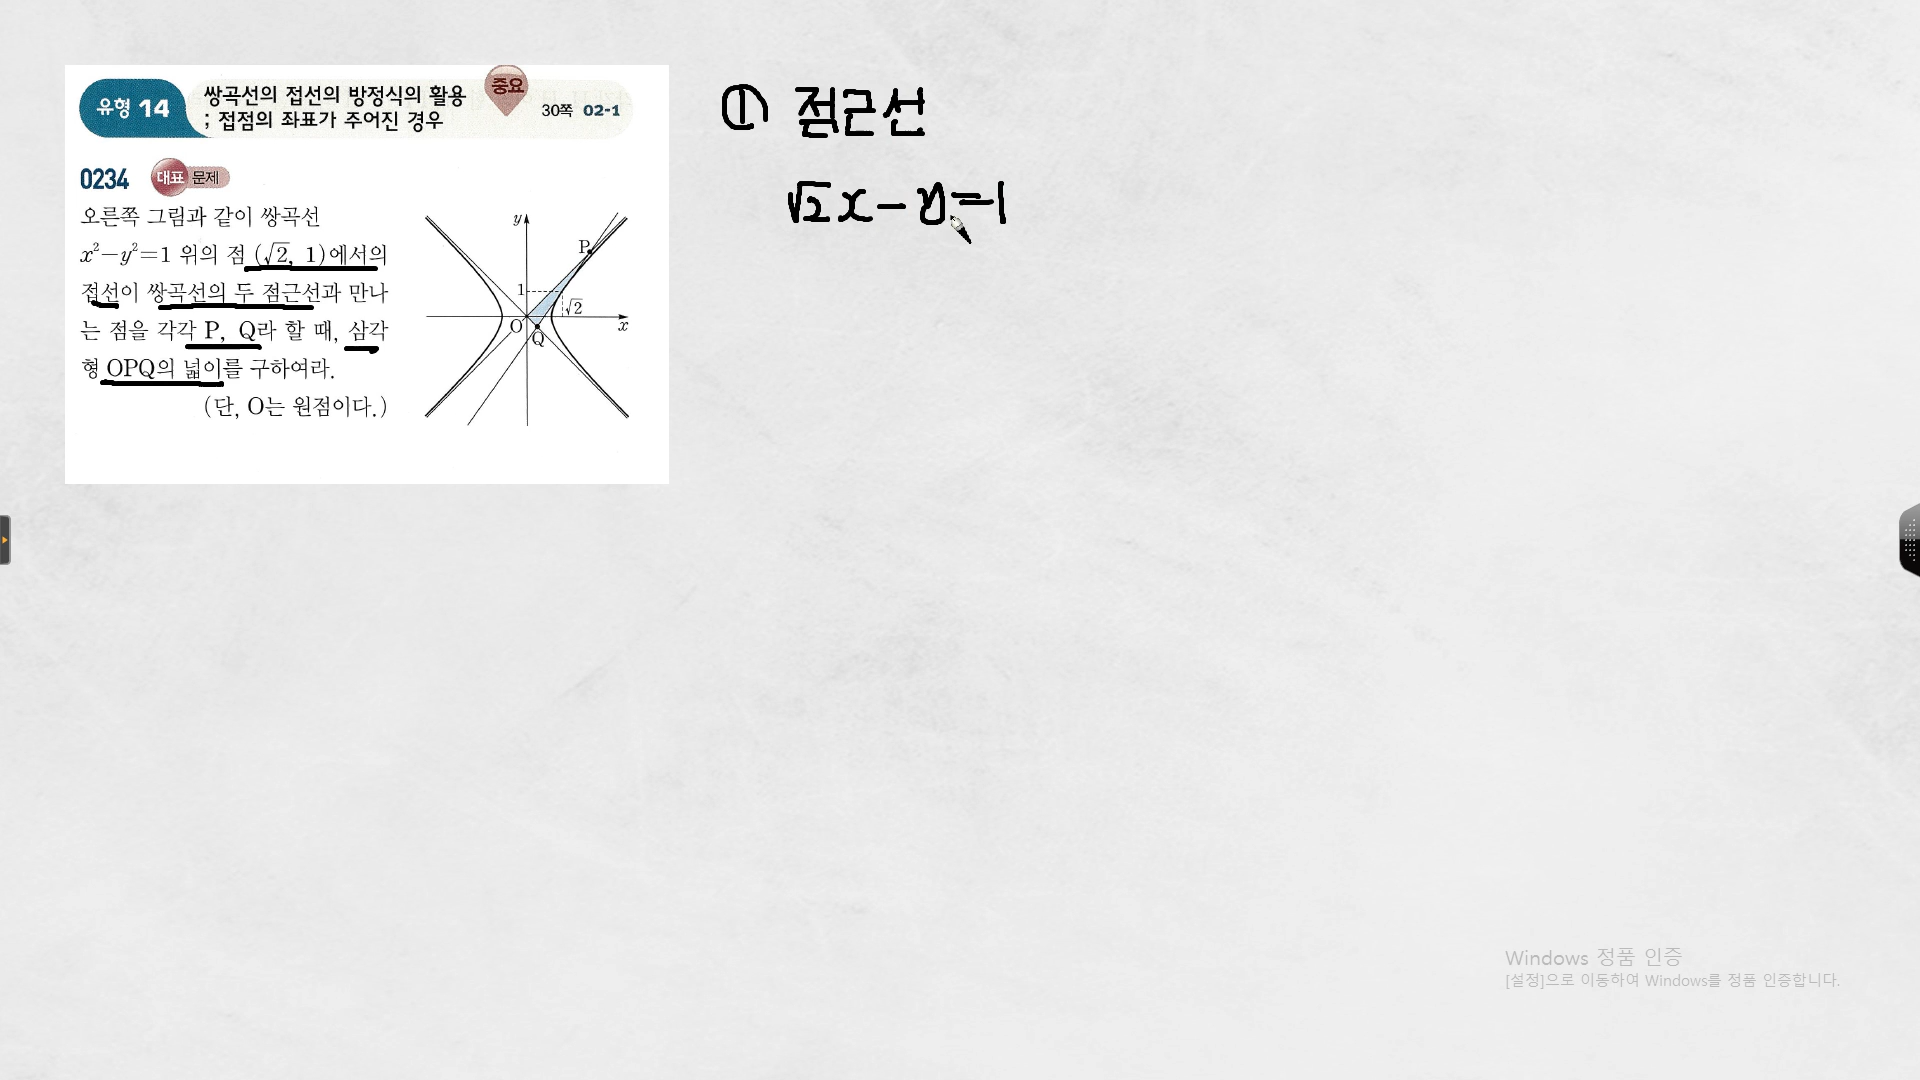 유형 14
쌍곡선의 접선의 방정식의 활용
; 접점의 좌표가 주어진 경우
중요
30쪽 02-1
0234 대표 문제
오른쪽 그림과 같이 쌍곡선
x²−y²=1 위의 점 (√2, 1)에서의
접선이 쌍곡선의 두 점근선과 만나
는 점을 각각 P, Q라 할 때, 삼각
형 OPQ의 넓이를 구하여라.
(단, O는 원점이다.)
y
P
1
√2
O
x
Q
① 점근선
√2x−y=1
Windows 정품 인증
[설정]으로 이동하여 Windows를 정품 인증합니다.